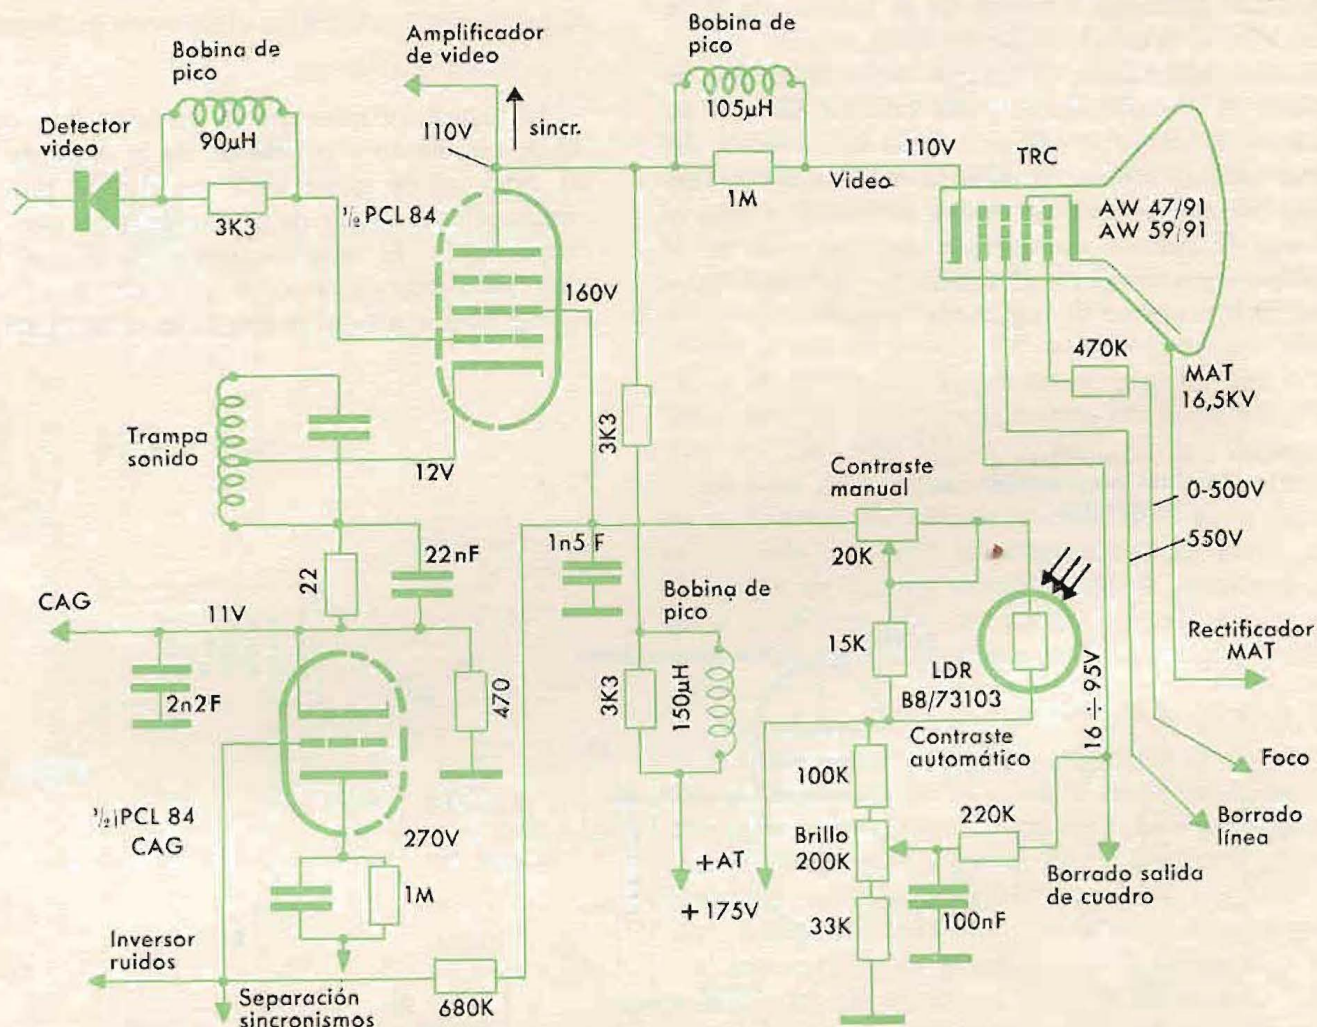 Bobina de
pico
90µH
3K3
Detector
video
Amplificador
de video
110V
sincr.
½ PCL 84
160V
Bobina de
pico
105µH
1M
110V
Video
TRC
AW 47/91
AW 59/91
470K
MAT
16,5KV
Trampa
sonido
12V
3K3
Contraste
manual
20K
0-500V
550V
22
22nF
1n5 F
CAG
11V
2n2F
470
Bobina de
pico
3K3
150µH
15K
LDR
B8/73103
Contraste
automático
16 ÷ 95V
Rectificador
MAT
Foco
Borrado
línea
Borrado salida
de cuadro
½ PCL 84
CAG
270V
1M
+AT
+175V
100K
Brillo
200K
33K
220K
100nF
Inversor
ruidos
Separación
sincronismos
680K